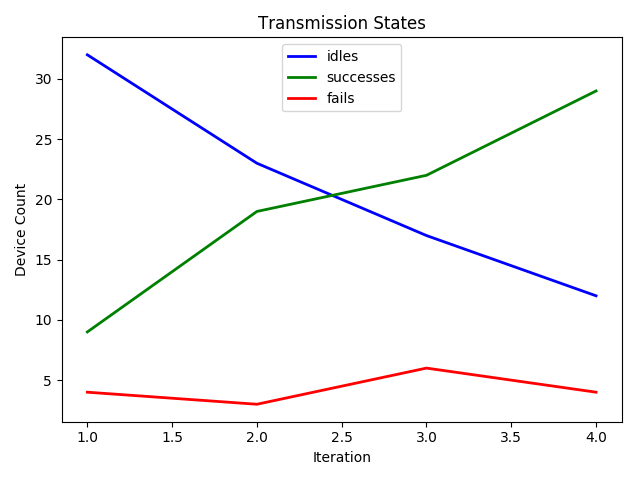 Transmission States
idles
successes
fails
Device Count
30
25
20
15
10
5
1.0 1.5 2.0 2.5 3.0 3.5 4.0
Iteration